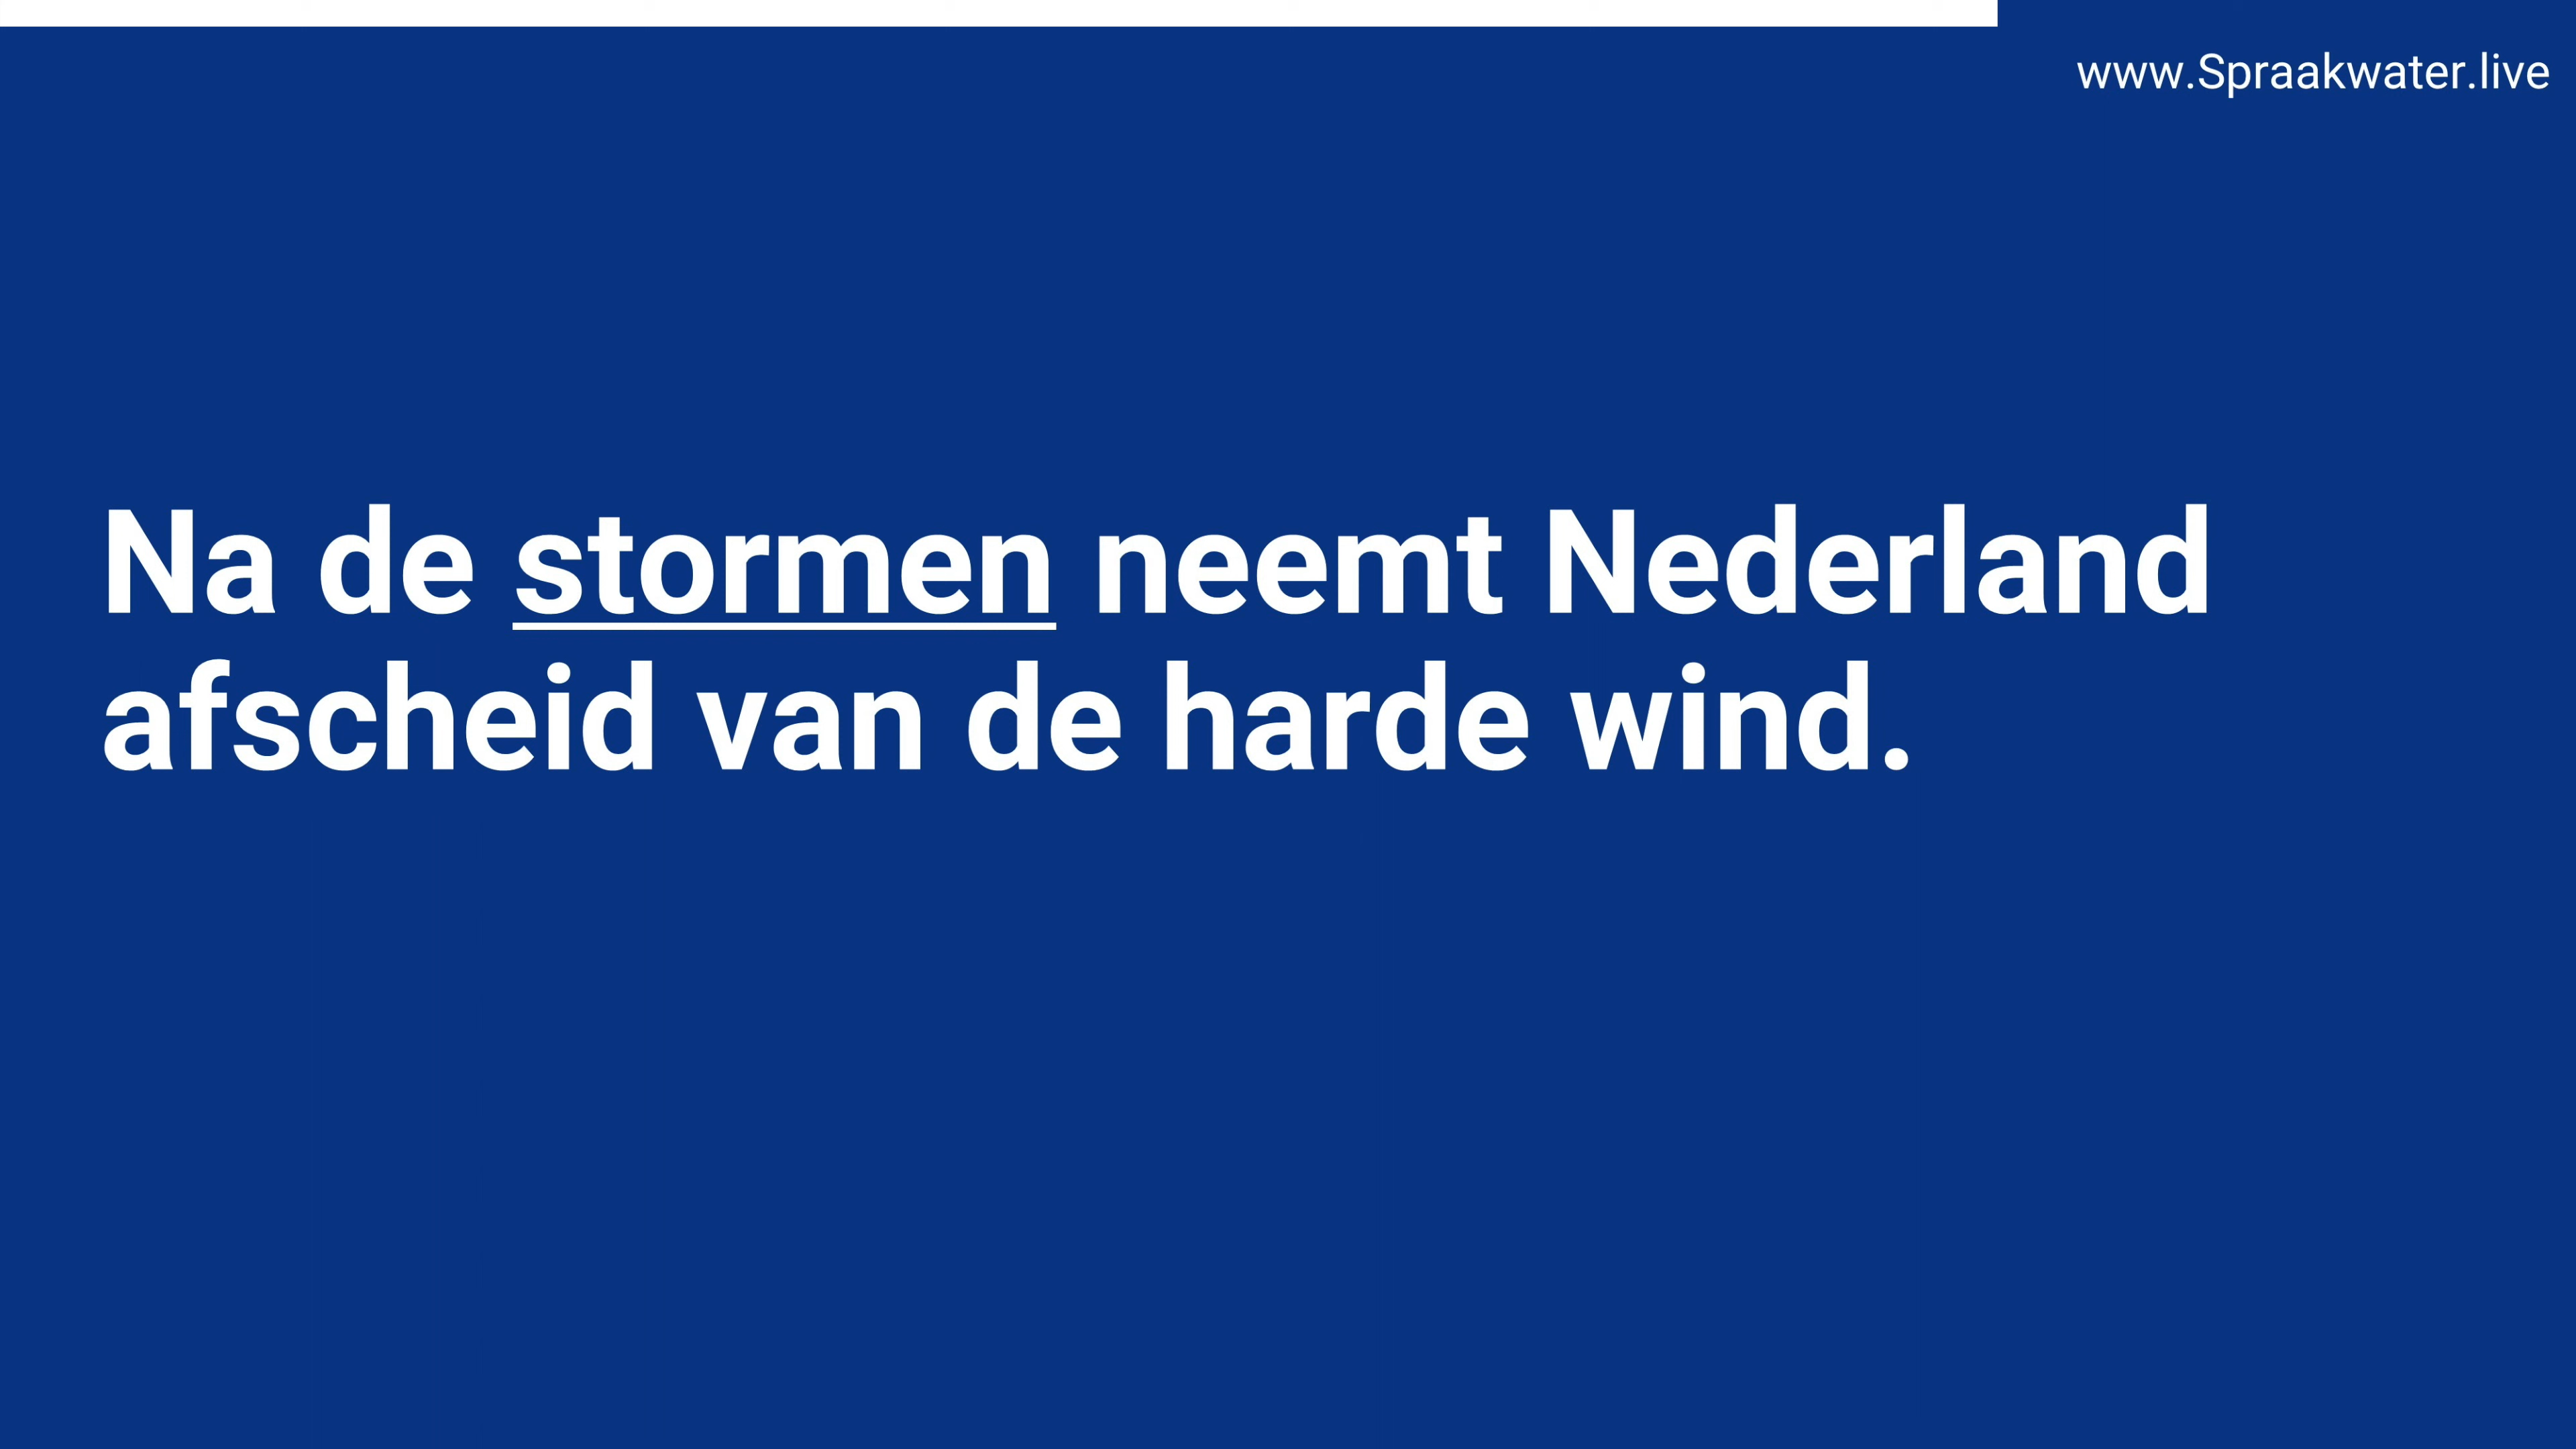 www.Spraakwater.live
Na de stormen neemt Nederland
afscheid van de harde wind.